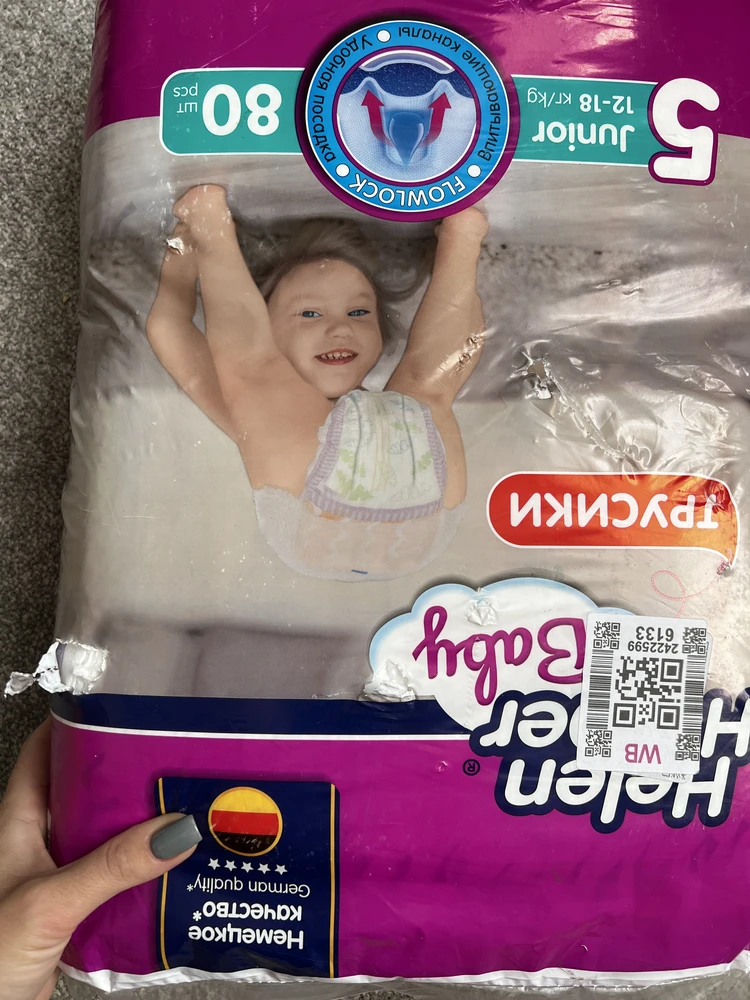 Немецкое
качество*
German quality*
Helen
Harper
®
Baby
WB
2422599
6133
ТРУСИКИ
5
Junior
12-18 кг/kg
FLOWLOCK • Впитывающие каналы • Удобная посадка •
80 шт
pcs